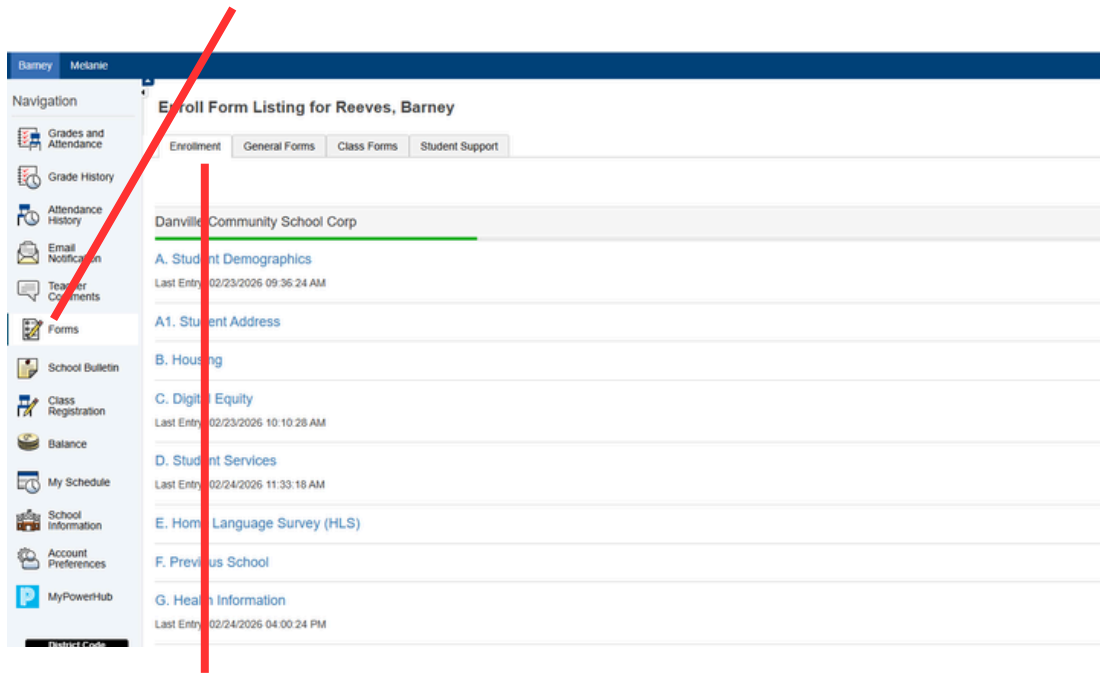 Barney Melanie
Navigation
Grades and
Attendance
Grade History
Attendance
History
Email
Notification
Teacher
Comments
Forms
School Bulletin
Class
Registration
Balance
My Schedule
School
Information
Account
Preferences
MyPowerHub
District Code
Enroll Form Listing for Reeves, Barney
Enrollment General Forms Class Forms Student Support
Danville Community School Corp
A. Student Demographics
Last Entry: 02/23/2026 09:36:24 AM
A1. Student Address
B. Housing
C. Digital Equity
Last Entry: 02/23/2026 10:10:28 AM
D. Student Services
Last Entry: 02/24/2026 11:33:18 AM
E. Home Language Survey (HLS)
F. Previous School
G. Health Information
Last Entry: 02/24/2026 04:00:24 PM